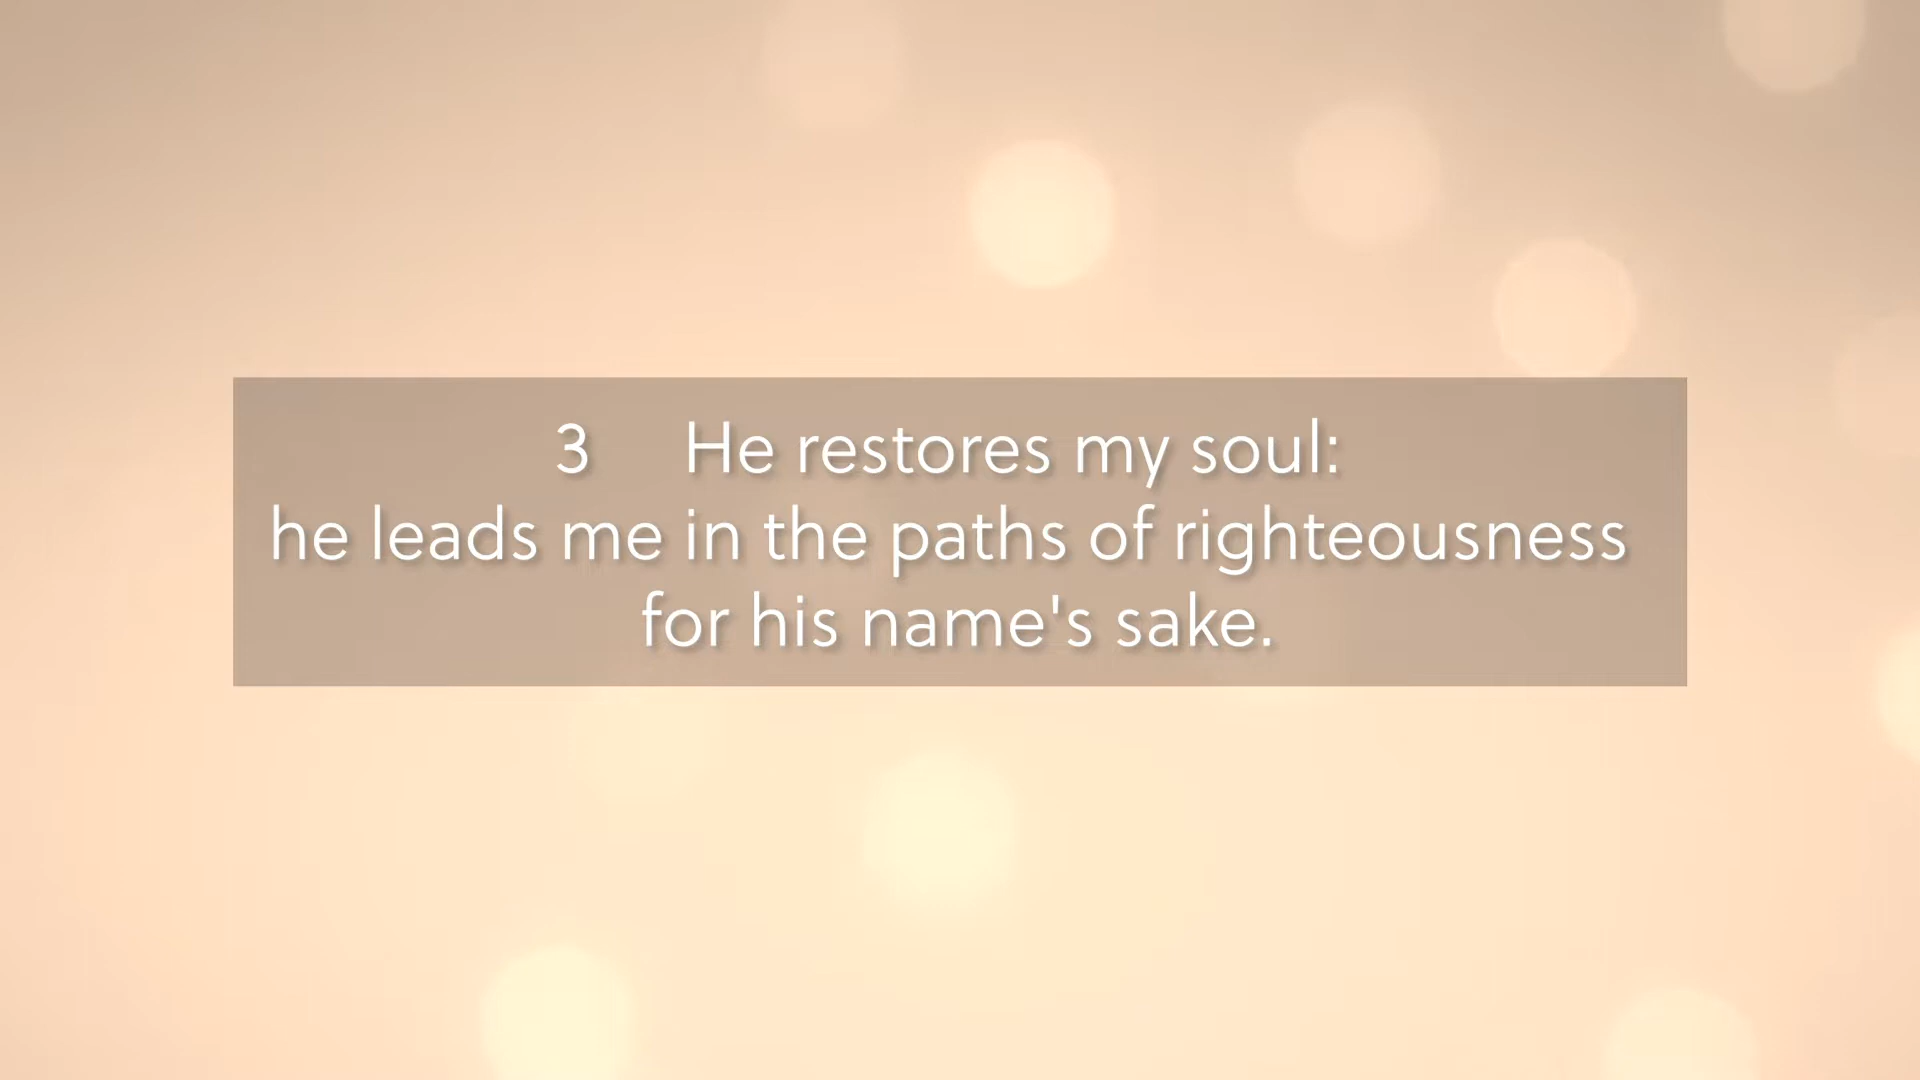 3 He restores my soul:
he leads me in the paths of righteousness
for his name's sake.